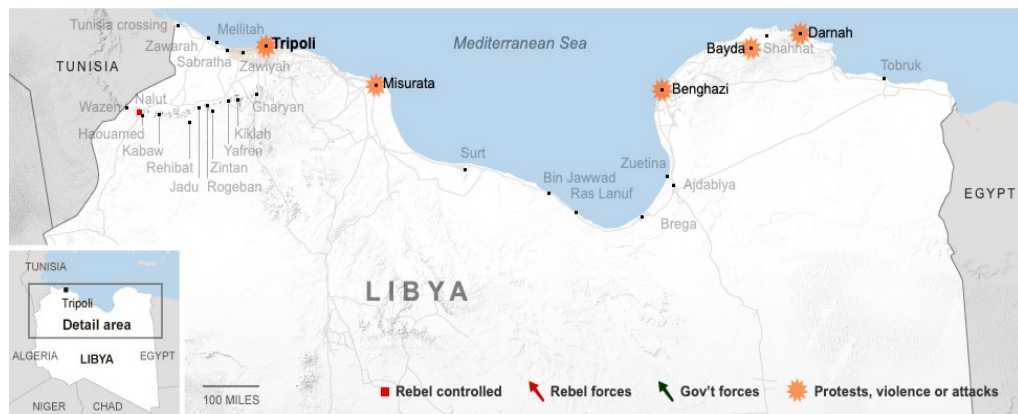 Tunisia crossing
Mellitah
Zawarah
Tripoli
Sabratha
Zawiyah
Mediterranean Sea
Darnah
Bayda
Shahhat
TUNISIA
Misurata
Benghazi
Tobruk
Wazen
Nalut
Gharyan
Haouamed
Kiklah
Kabaw
Yafren
Rehibat
Zintan
Jadu
Rogeban
Surt
Zuetina
Bin Jawwad
Ras Lanuf
Ajdabiya
EGYPT
Brega
LIBYA
TUNISIA
Tripoli
Detail area
ALGERIA
LIBYA
EGYPT
NIGER
CHAD
100 MILES
Rebel controlled
Rebel forces
Gov't forces
Protests, violence or attacks